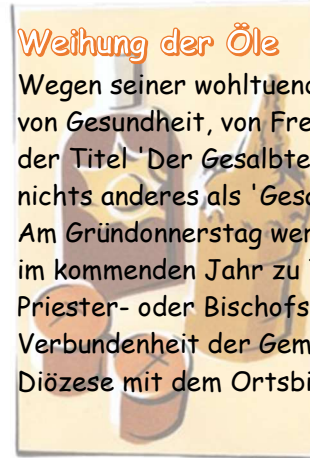 Weihung der Öle
Wegen seiner wohltuend
von Gesundheit, von Fre
der Titel 'Der Gesalbte
nichts anderes als 'Gesa
Am Gründonnerstag wer
im kommenden Jahr zu T
Priester- oder Bischofs
Verbundenheit der Gem
Diözese mit dem Ortsbi